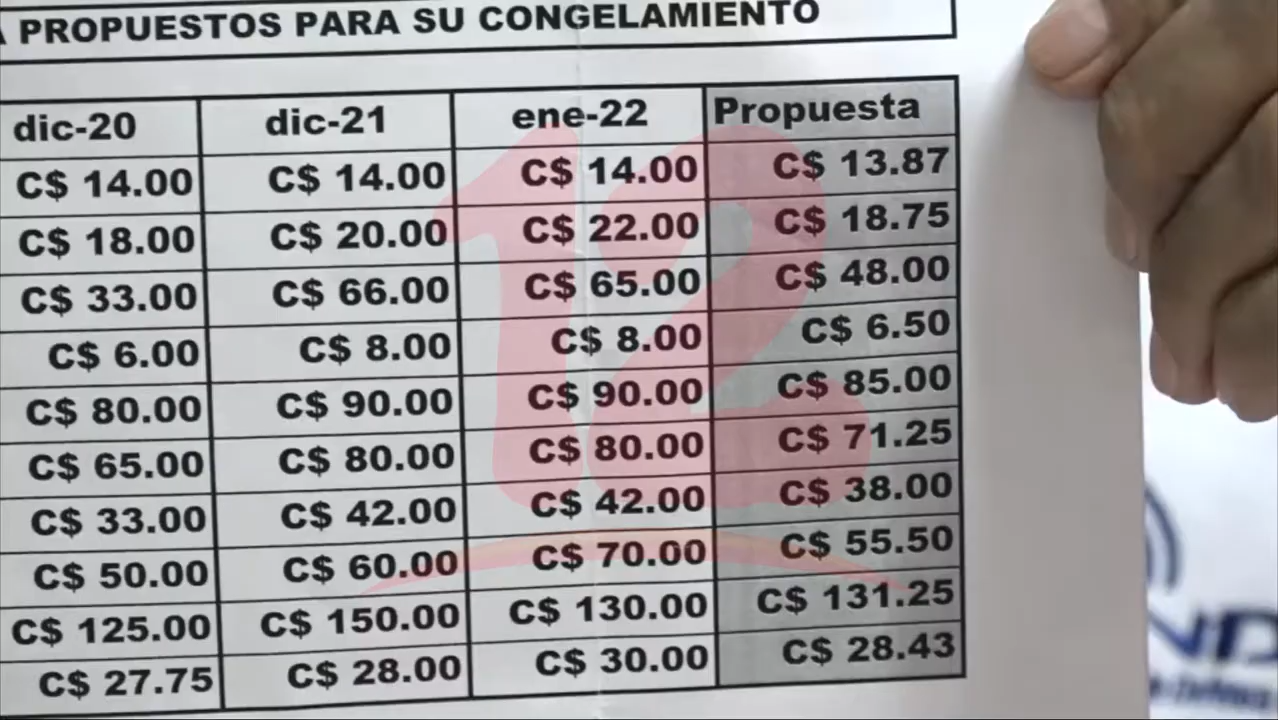 A PROPUESTOS PARA SU CONGELAMIENTO
dic-20 dic-21 ene-22 Propuesta
C$ 14.00 C$ 14.00 C$ 14.00 C$ 13.87
C$ 18.00 C$ 20.00 C$ 22.00 C$ 18.75
C$ 33.00 C$ 66.00 C$ 65.00 C$ 48.00
C$ 6.00 C$ 8.00 C$ 8.00 C$ 6.50
C$ 80.00 C$ 90.00 C$ 90.00 C$ 85.00
C$ 65.00 C$ 80.00 C$ 80.00 C$ 71.25
C$ 33.00 C$ 42.00 C$ 42.00 C$ 38.00
C$ 50.00 C$ 60.00 C$ 70.00 C$ 55.50
C$ 125.00 C$ 150.00 C$ 130.00 C$ 131.25
C$ 27.75 C$ 28.00 C$ 30.00 C$ 28.43
12